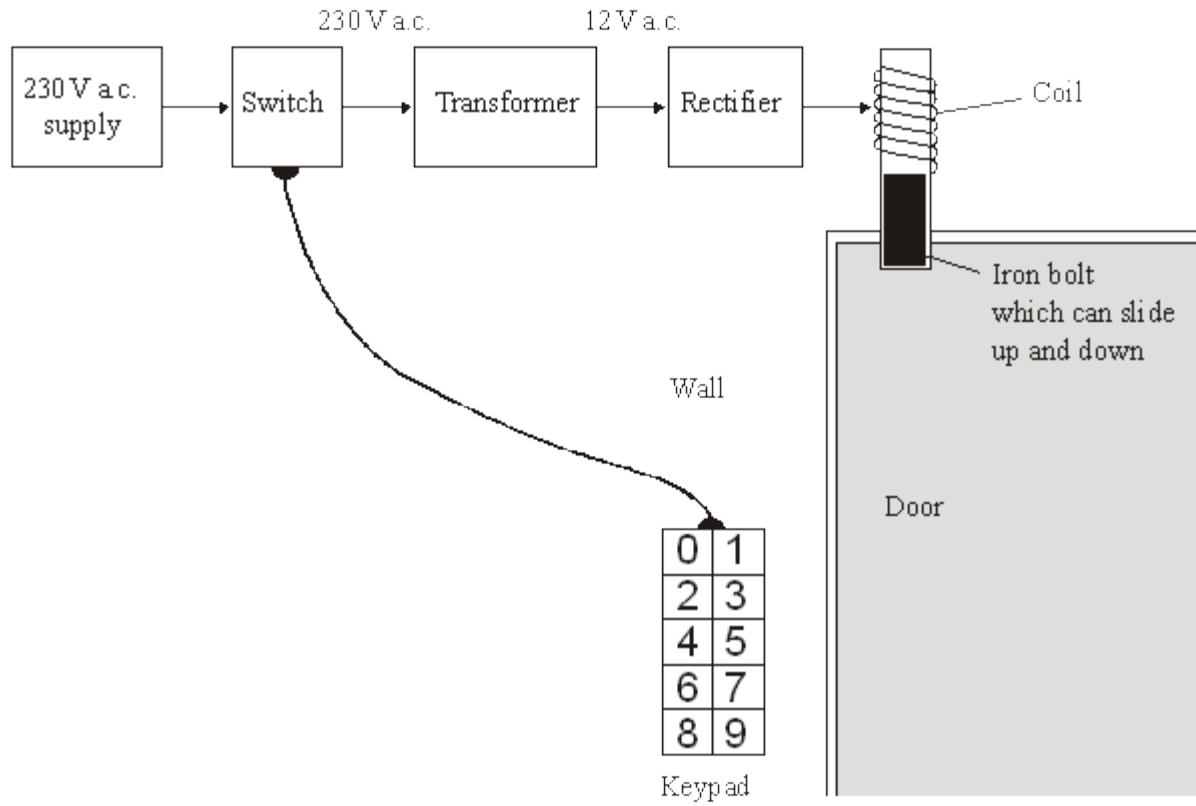 230 V a.c.
12 V a.c.
230 V a.c.
supply
Switch
Transformer
Rectifier
Coil
Iron bolt
which can slide
up and down
Wall
Door
0 1
2 3
4 5
6 7
8 9
Keypad